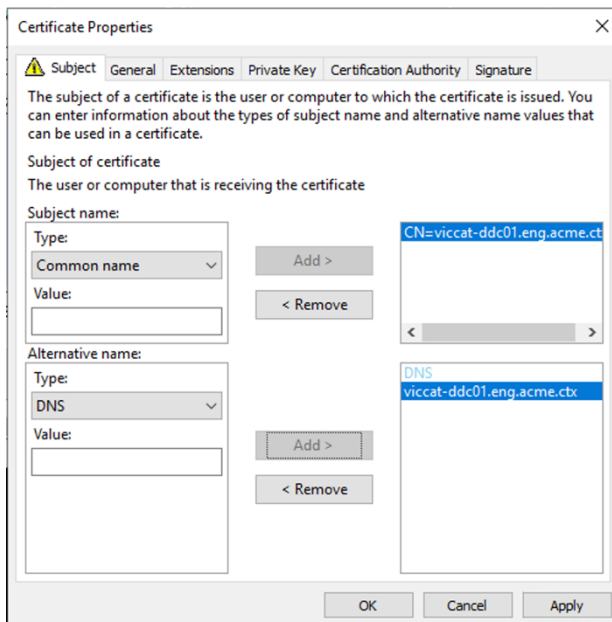 Certificate Properties
Subject General Extensions Private Key Certification Authority Signature
The subject of a certificate is the user or computer to which the certificate is issued. You
can enter information about the types of subject name and alternative name values that
can be used in a certificate.
Subject of certificate
The user or computer that is receiving the certificate
Subject name:
Type:
Common name
Value:
Add >
< Remove
CN=viccat-ddc01.eng.acme.ct
Alternative name:
Type:
DNS
Value:
Add >
< Remove
DNS
viccat-ddc01.eng.acme.ctx
OK Cancel Apply